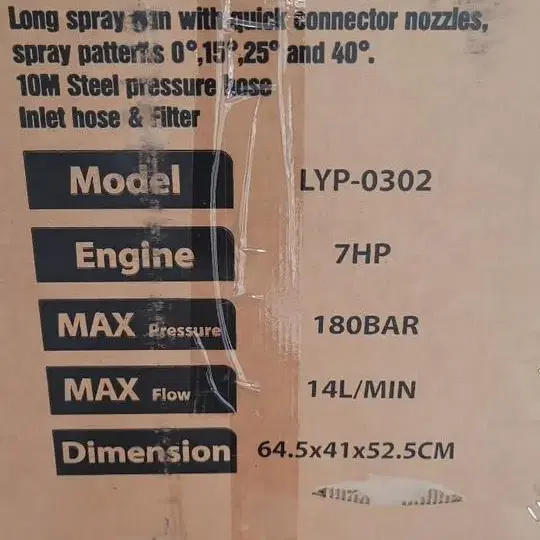 Long spray gun with quick connector nozzles,
spray patterns 0°,15°,25° and 40°.
10M Steel pressure hose
Inlet hose & Filter
Model LYP-0302
Engine 7HP
MAX Pressure 180BAR
MAX Flow 14L/MIN
Dimension 64.5x41x52.5CM